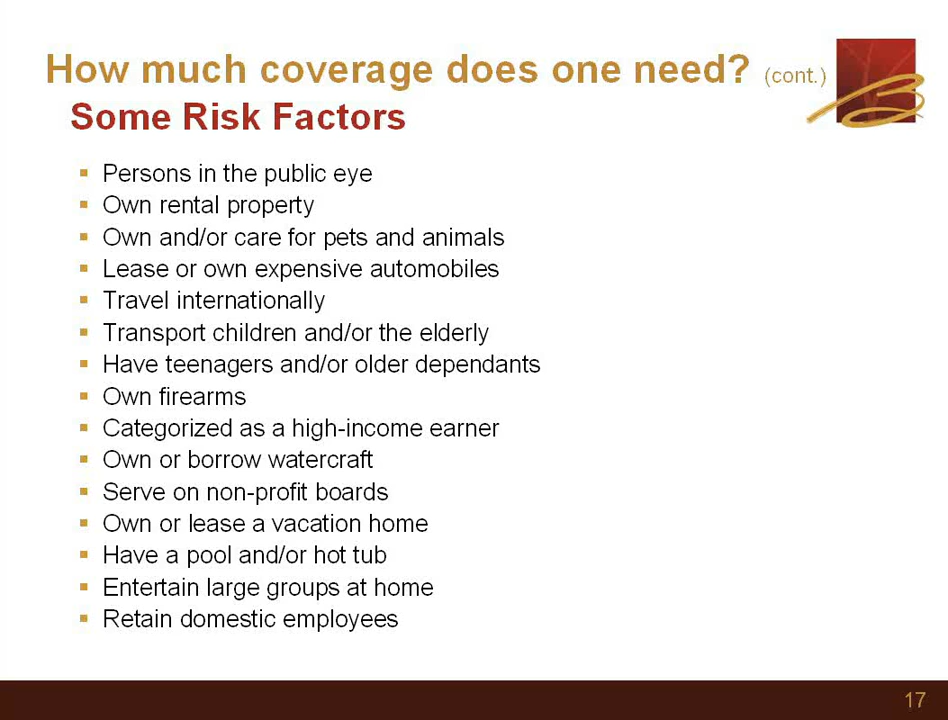 How much coverage does one need? (cont.)
Some Risk Factors
▪ Persons in the public eye
▪ Own rental property
▪ Own and/or care for pets and animals
▪ Lease or own expensive automobiles
▪ Travel internationally
▪ Transport children and/or the elderly
▪ Have teenagers and/or older dependants
▪ Own firearms
▪ Categorized as a high-income earner
▪ Own or borrow watercraft
▪ Serve on non-profit boards
▪ Own or lease a vacation home
▪ Have a pool and/or hot tub
▪ Entertain large groups at home
▪ Retain domestic employees
17